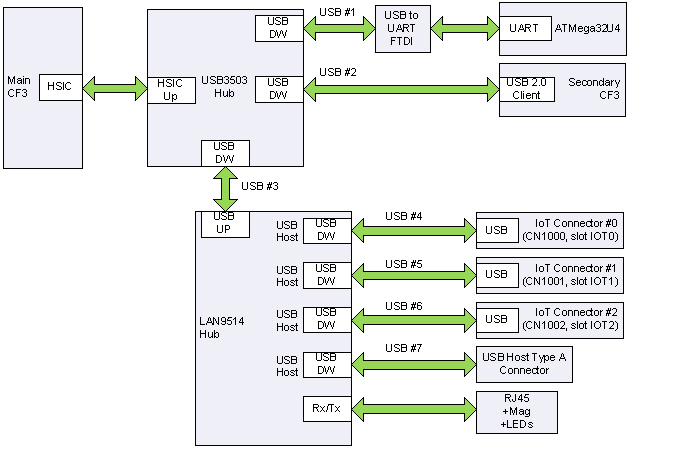 Main
CF3
HSIC
HSIC
Up
USB3503
Hub
USB
DW
USB
DW
USB
DW
USB #1
USB to
UART
FTDI
UART
ATMega32U4
USB #2
USB 2.0
Client
Secondary
CF3
USB #3
USB
UP
LAN9514
Hub
USB
Host
USB
DW
USB #4
USB
IoT Connector #0
(CN1000, slot IOT0)
USB
Host
USB
DW
USB #5
USB
IoT Connector #1
(CN1001, slot IOT1)
USB
Host
USB
DW
USB #6
USB
IoT Connector #2
(CN1002, slot IOT2)
USB
Host
USB
DW
USB #7
USB Host Type A
Connector
Rx/Tx
RJ45
+Mag
+LEDs